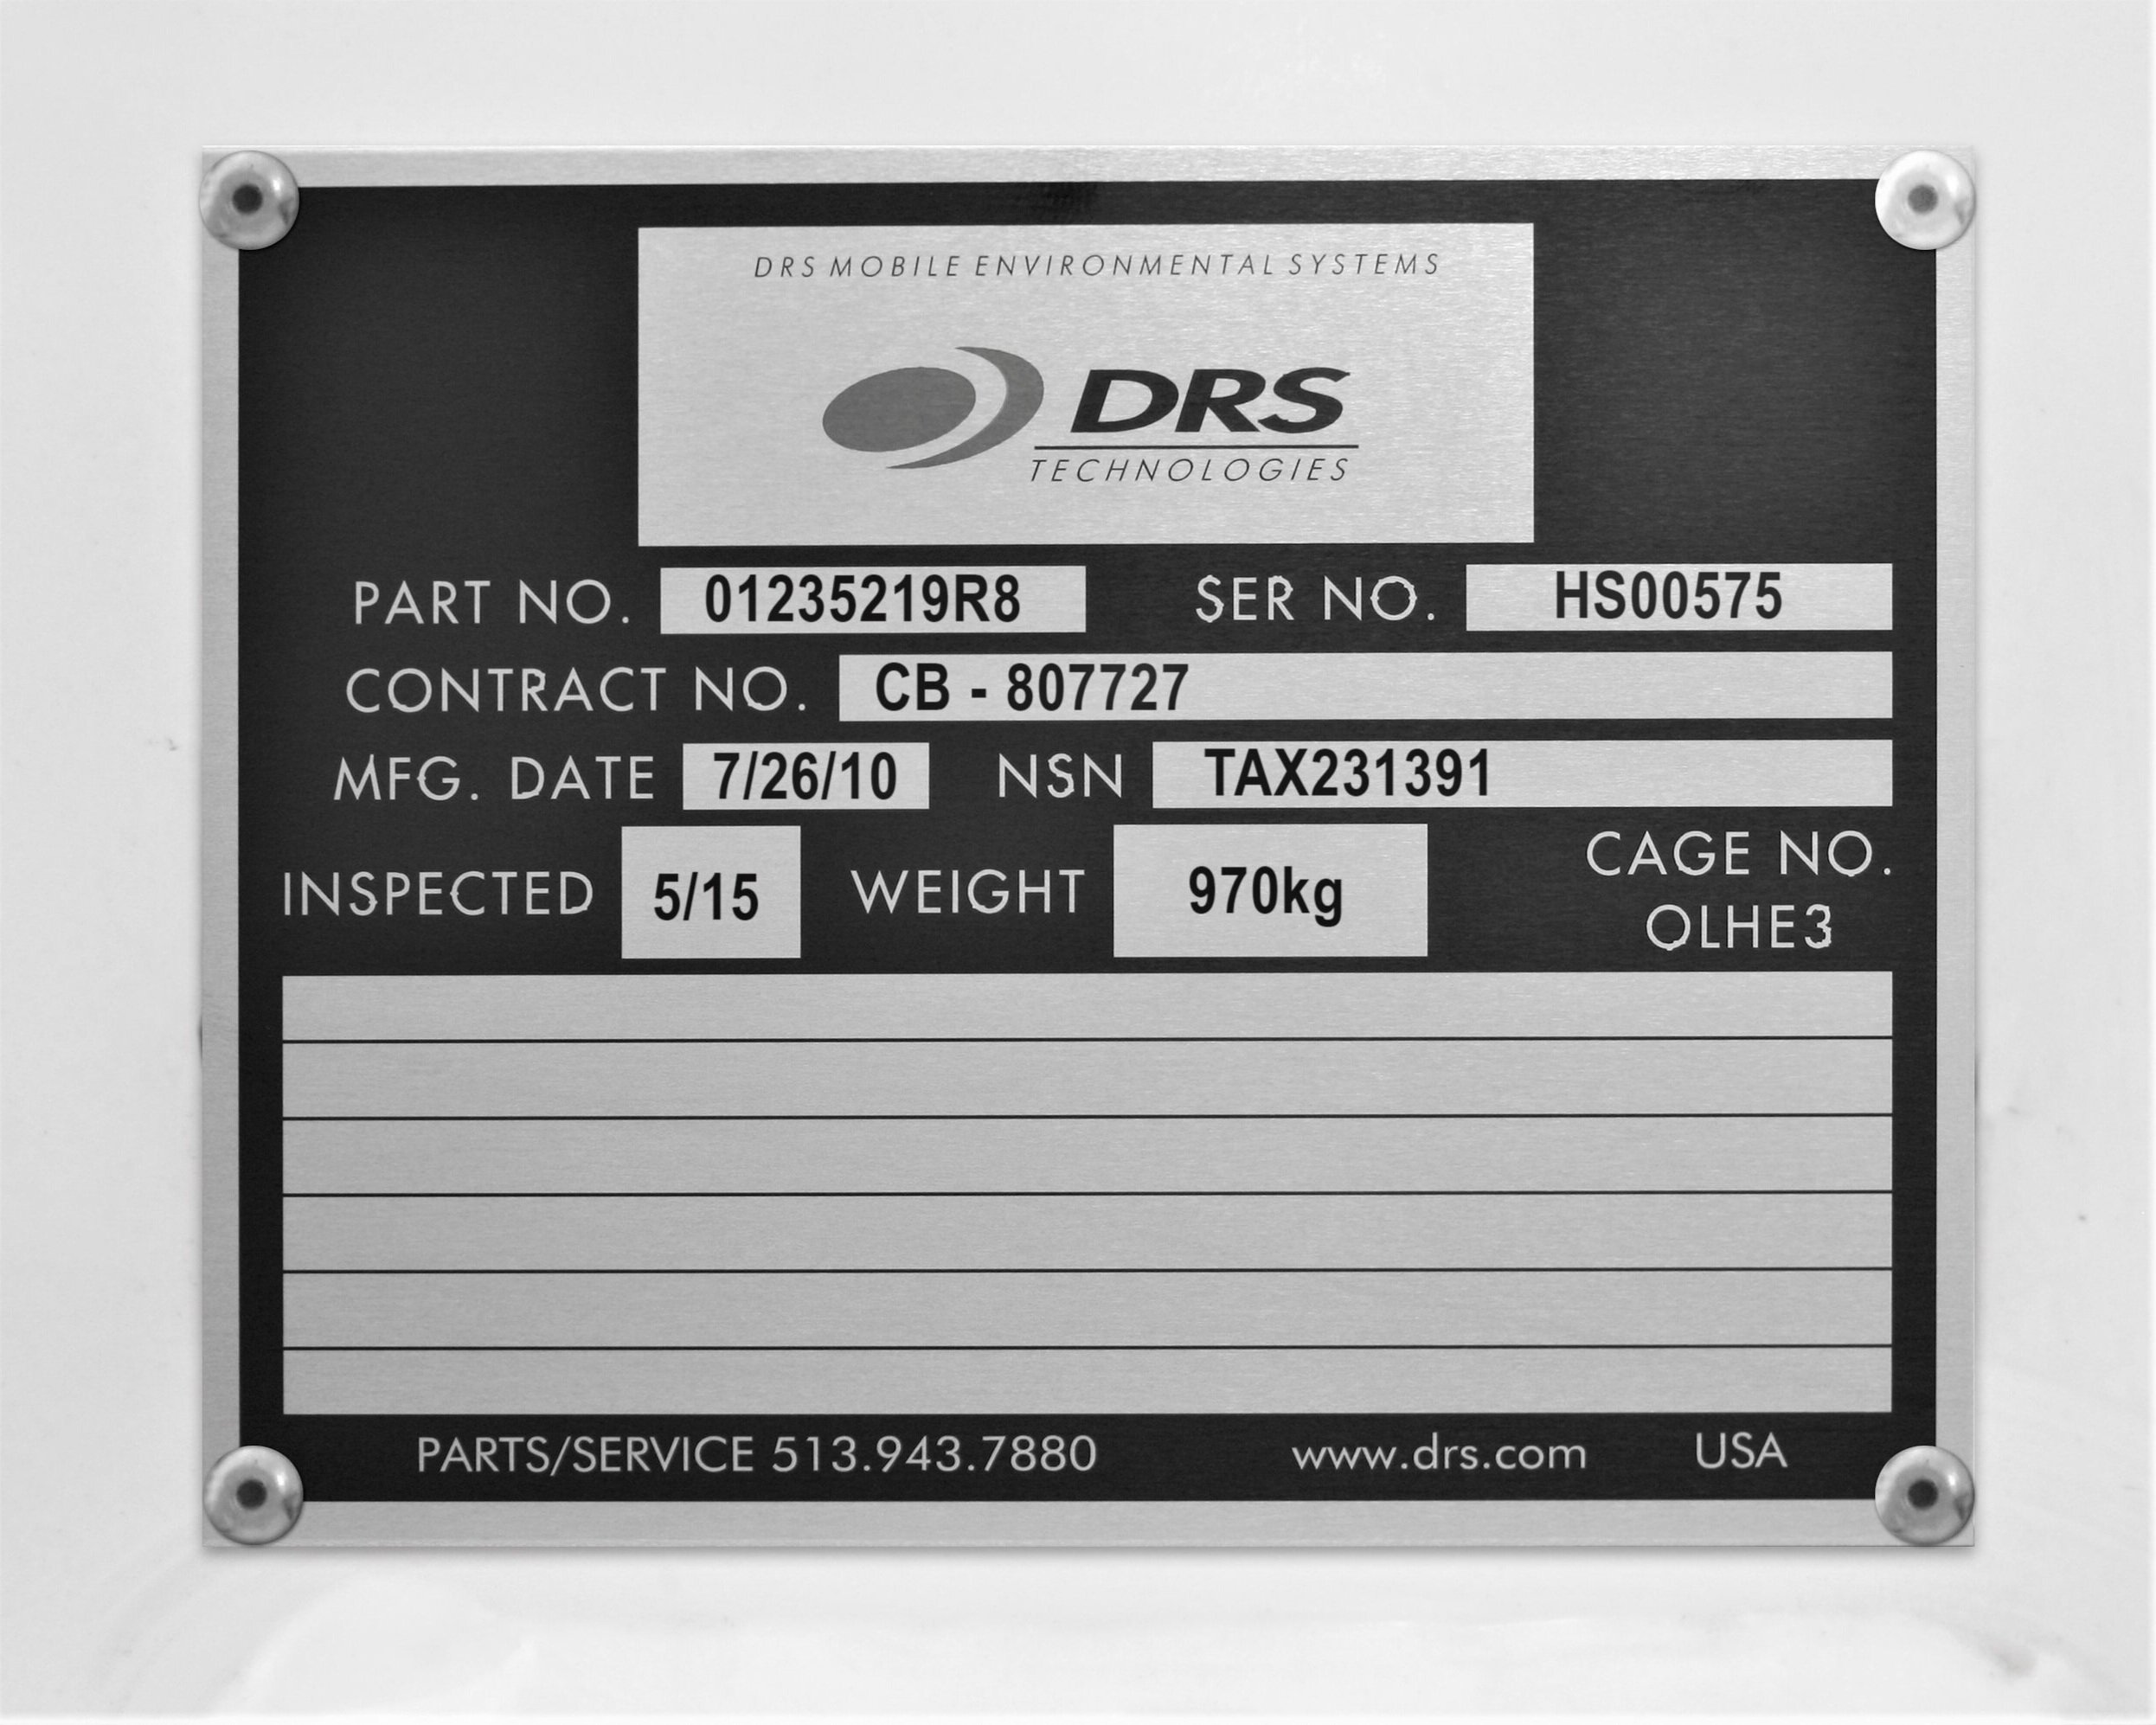 DRS MOBILE ENVIRONMENTAL SYSTEMS
DRS
TECHNOLOGIES
PART NO. 01235219R8 SER NO. HS00575
CONTRACT NO. CB - 807727
MFG. DATE 7/26/10 NSN TAX231391
INSPECTED 5/15 WEIGHT 970kg CAGE NO.
OLHE3
PARTS/SERVICE 513.943.7880 www.drs.com USA